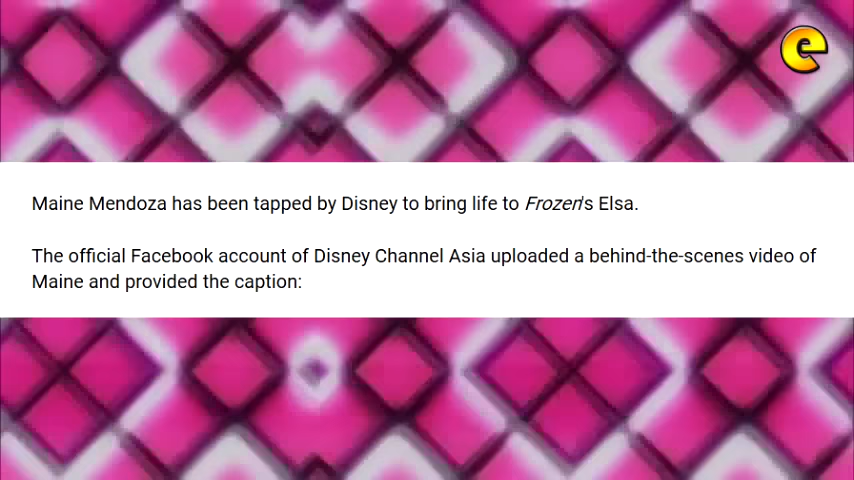 e
Maine Mendoza has been tapped by Disney to bring life to Frozen's Elsa.
The official Facebook account of Disney Channel Asia uploaded a behind-the-scenes video of
Maine and provided the caption: